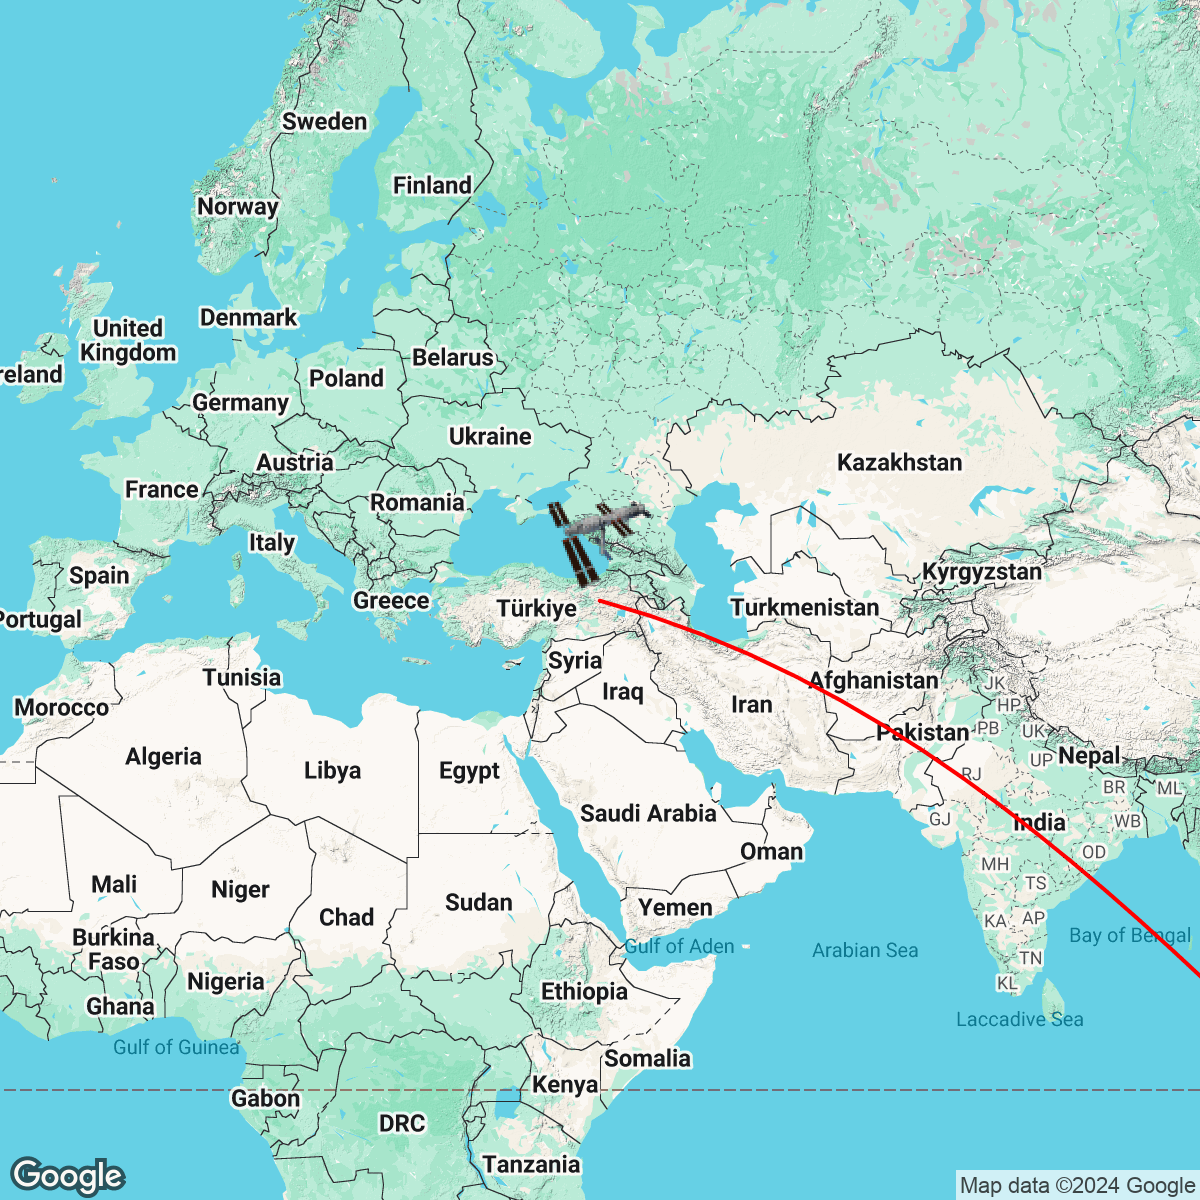 Sweden
Finland
Norway
Denmark
United
Kingdom
reland
Belarus
Poland
Germany
Ukraine
Austria
Kazakhstan
France
Romania
Italy
Spain
Kyrgyzstan
Greece
Türkiye
Turkmenistan
Portugal
Syria
Tunisia
Afghanistan
JK
Iraq
Iran
HP
Morocco
Pakistan
PB
UK
Algeria
Libya
Egypt
UP
Nepal
RJ
BR
ML
Saudi Arabia
GJ
India
WB
Oman
OD
MH
Mali
Niger
TS
Sudan
Chad
Yemen
KA
AP
Burkina
Faso
Gulf of Aden
Arabian Sea
Bay of Bengal
TN
Nigeria
Ethiopia
KL
Ghana
Laccadive Sea
Gulf of Guinea
Somalia
Kenya
Gabon
DRC
Tanzania
Google
Map data ©2024 Google